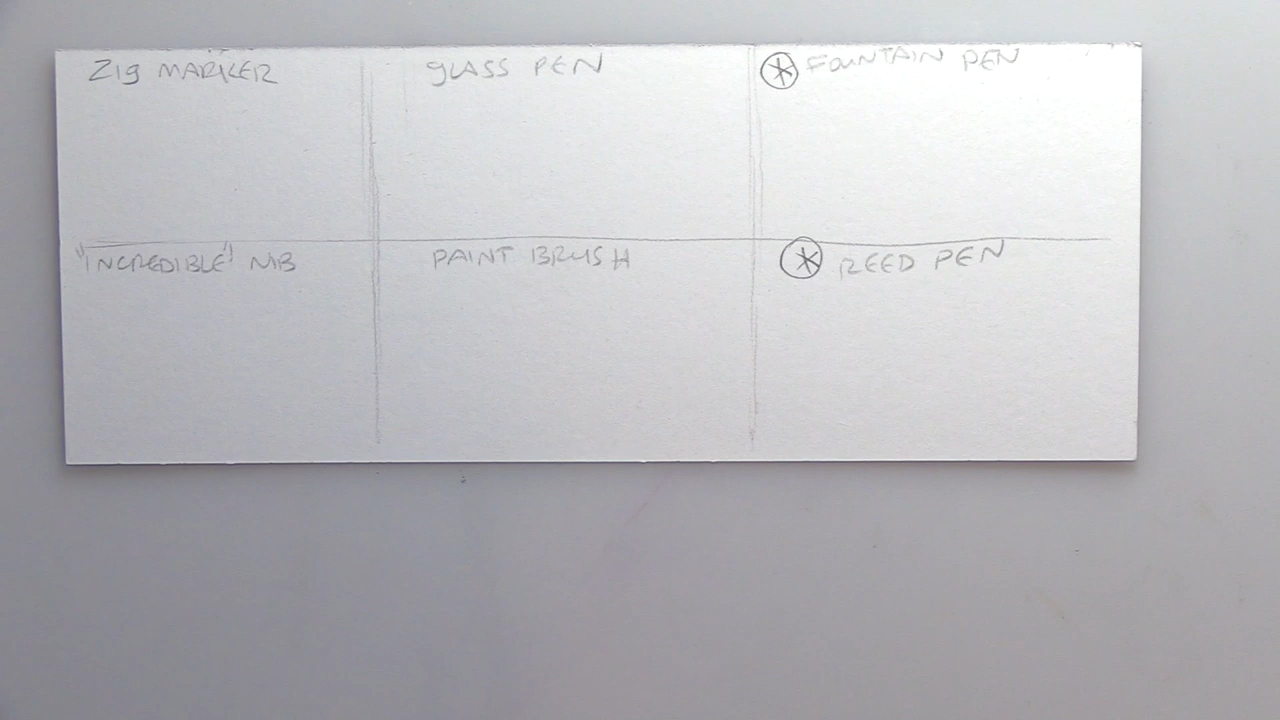 Zig MARKER
gLASS PEN
FOUNTAIN PEN
"INCREDIBLE" NIB
PAINT BRUSH
REED PEN